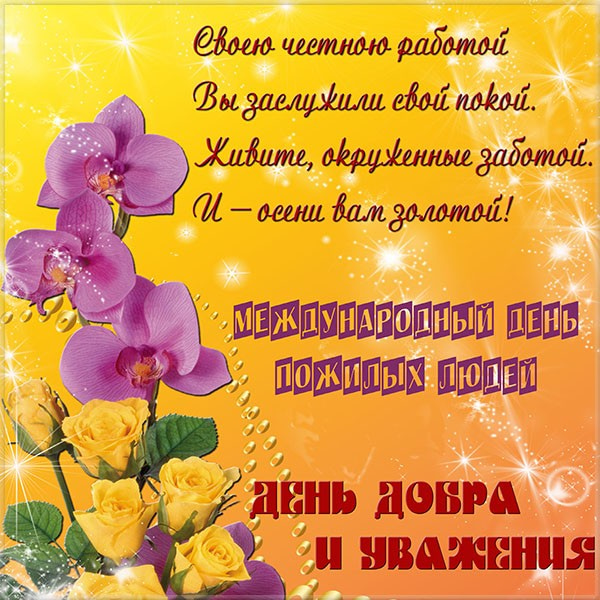 Своею честною работой
Вы заслужили свой покой.
Живите, окруженные заботой.
И – осени вам золотой!
МЕЖДУНАРОДНЫЙ ДЕНЬ
ПОЖИЛЫХ ЛЮДЕЙ
ДЕНЬ ДОБРА
И УВАЖЕНИЯ